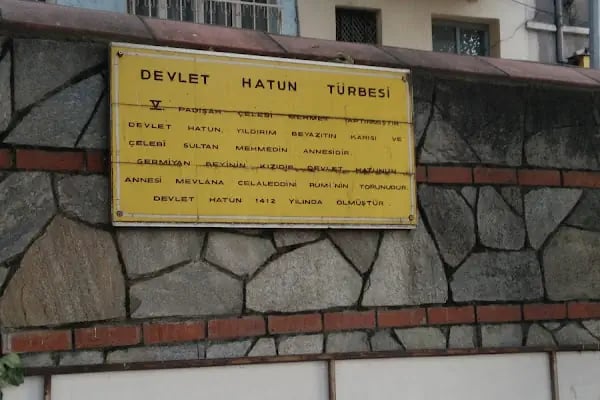 DEVLET HATUN TÜRBESİ
V. PADİŞAH ÇELEBİ MEHMET YAPTIRMIŞTIR
DEVLET HATUN, YILDIRIM BEYAZITIN KARISI VE
ÇELEBİ SULTAN MEHMEDİN ANNESİDİR.
GERMİYAN BEYİNİN KIZIDIR. DEVLET HATUNUN
ANNESİ MEVLANA CELALEDDİNİ RUMİ'NİN TORUNUDUR.
DEVLET HATUN 1412 YILINDA ÖLMÜŞTÜR.